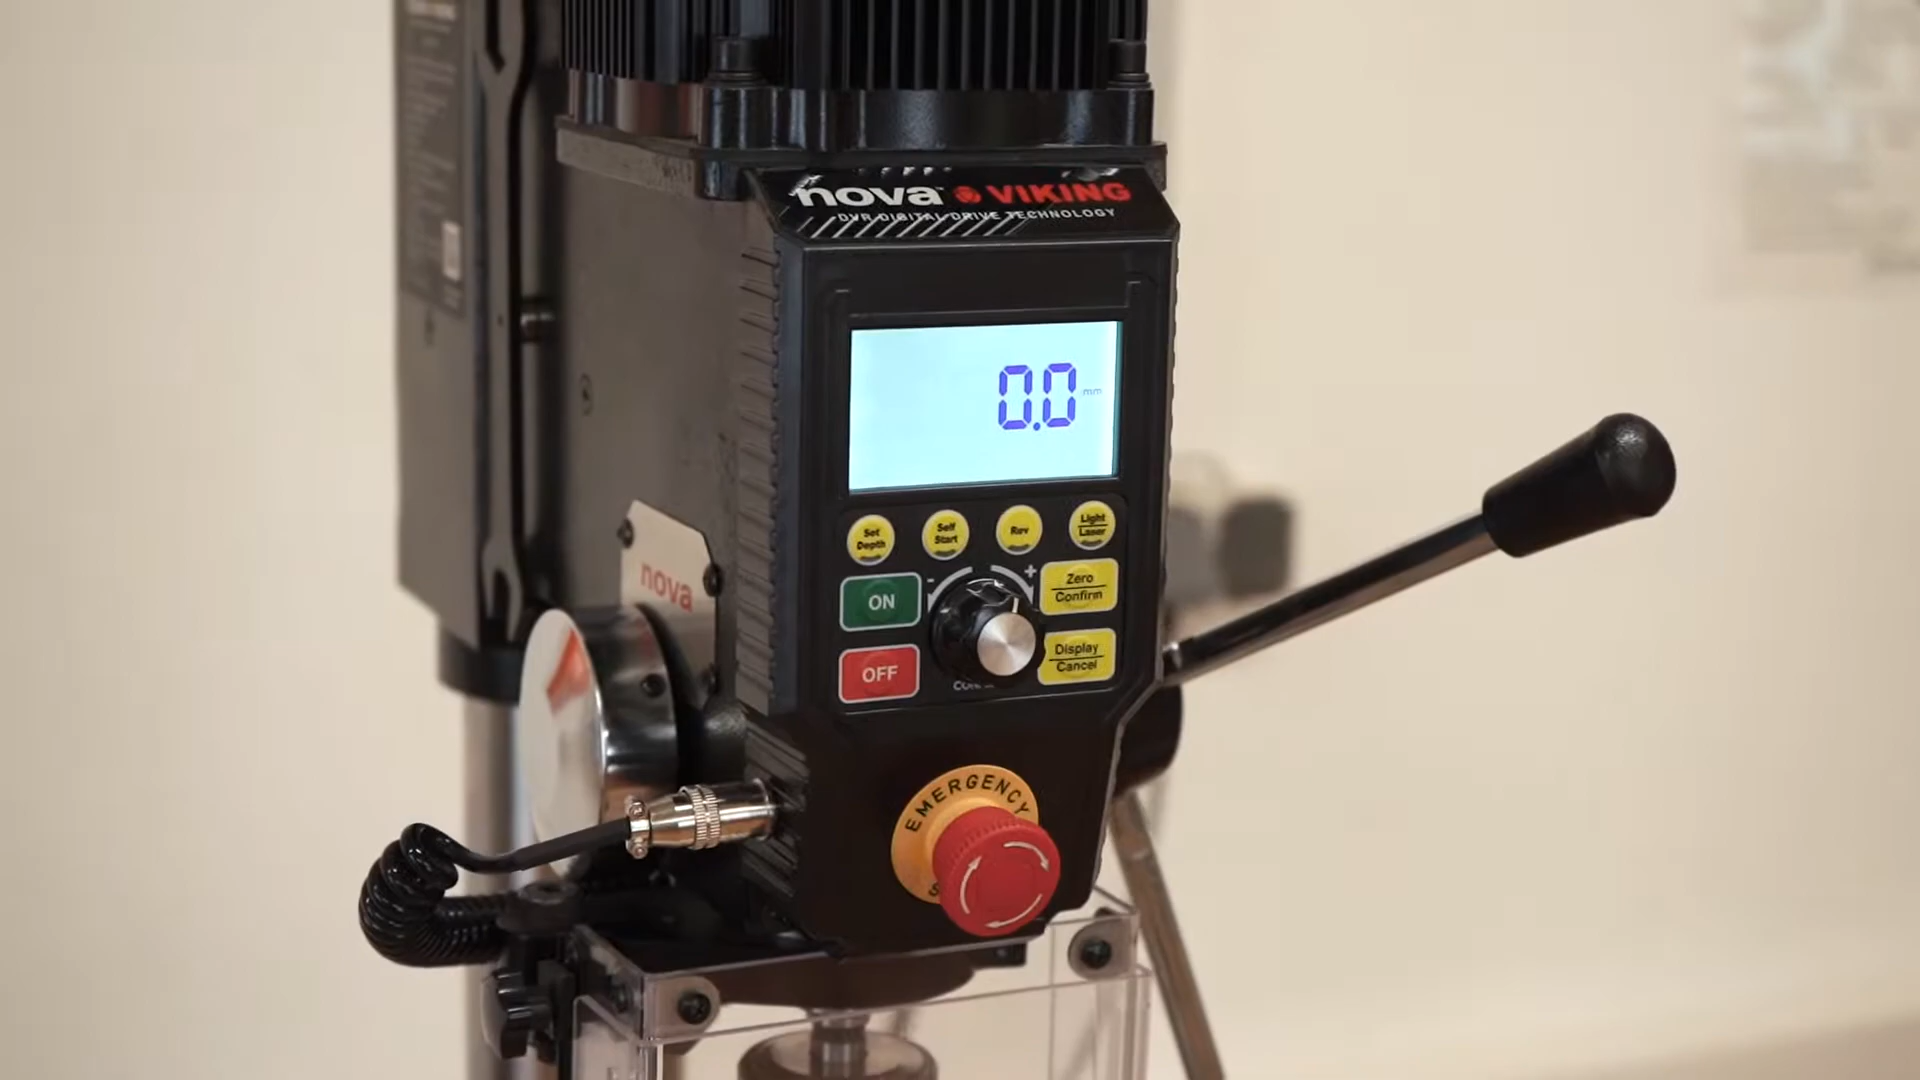 nova VIKING
DVR DIGITAL DRIVE TECHNOLOGY
0.0 mm
Set Depth
Self Start
Rev
Light Laser
- +
ON
Zero
Confirm
OFF
Display
Cancel
nova
EMERGENCY